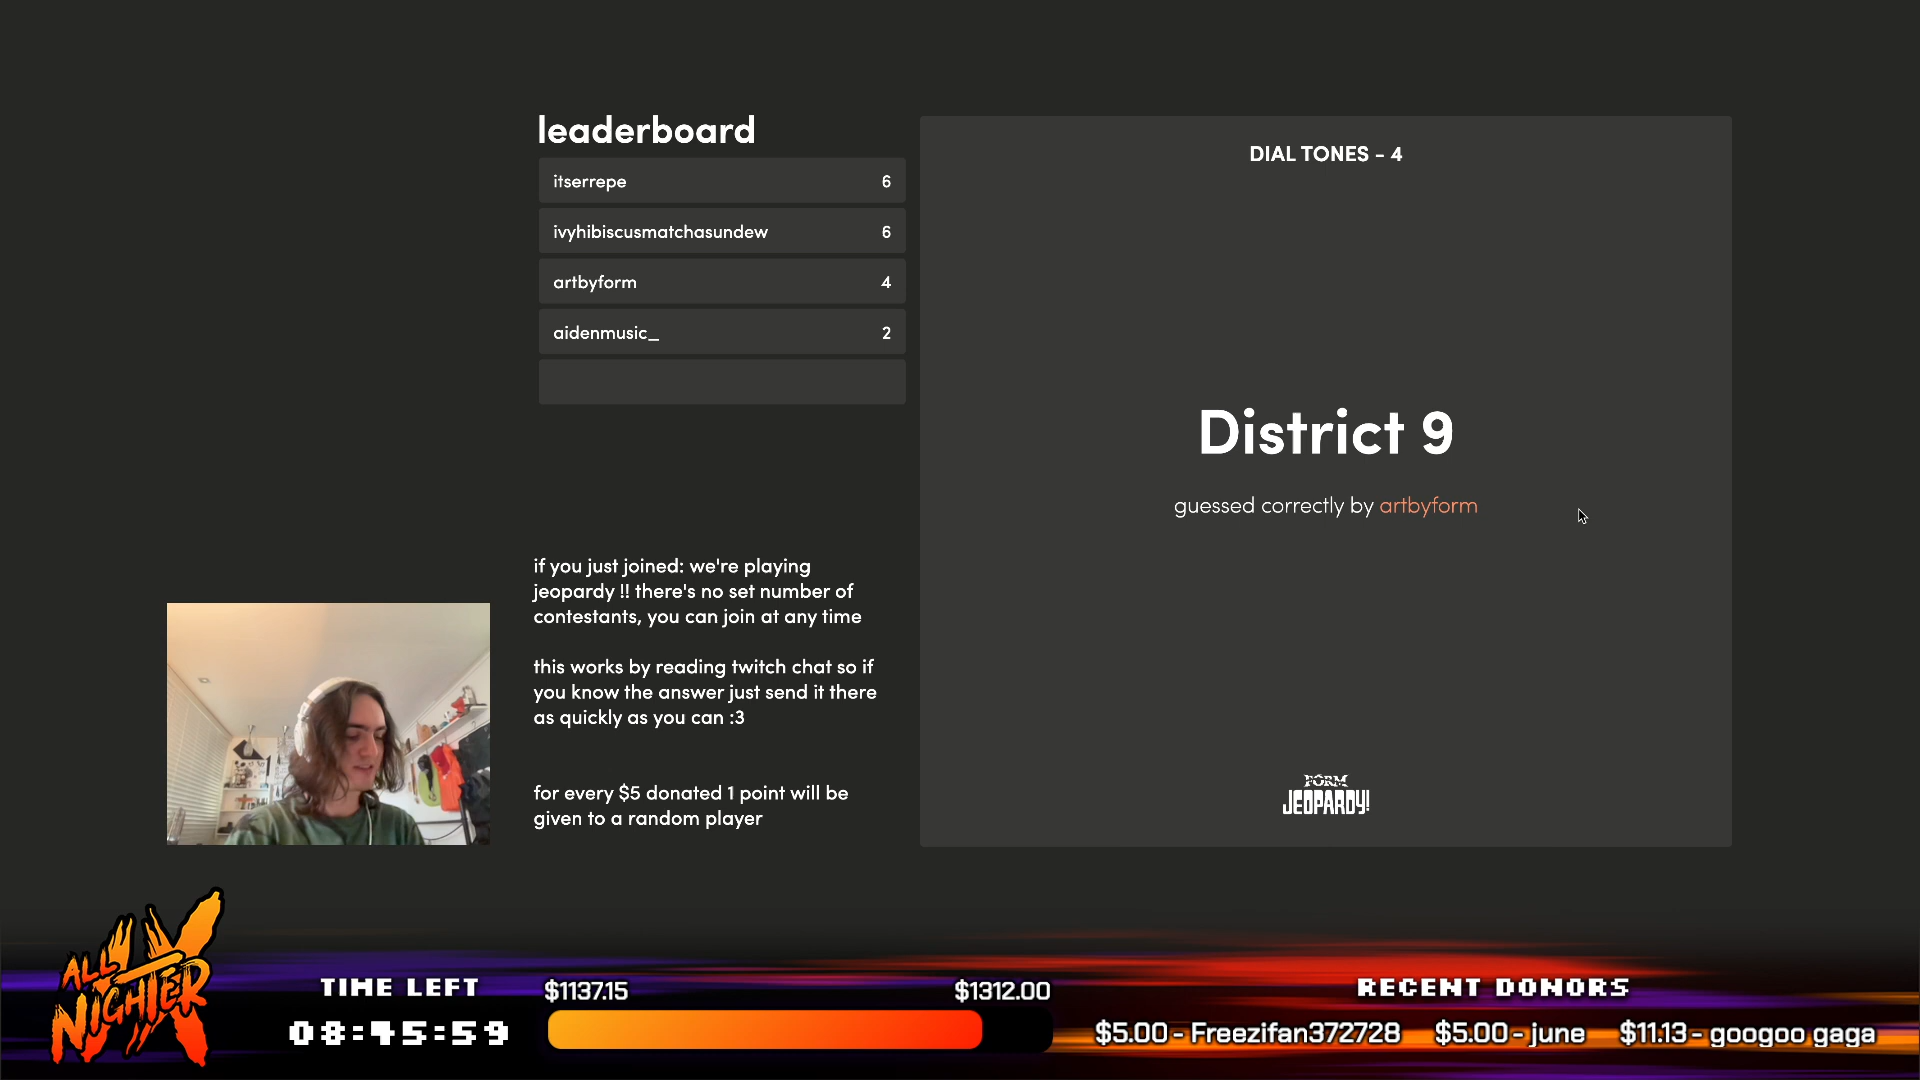 leaderboard
itserrepe 6
ivyhibiscusmatchasundew 6
artbyform 4
aidenmusic_ 2
DIAL TONES - 4
District 9
guessed correctly by artbyform
FORM
JEOPARDY!
if you just joined: we're playing
jeopardy !! there's no set number of
contestants, you can join at any time
this works by reading twitch chat so if
you know the answer just send it there
as quickly as you can :3
for every $5 donated 1 point will be
given to a random player
ALL
NIGHTER
X
TIME LEFT
08:45:59
$1137.15 $1312.00
RECENT DONORS
$5.00 - Freezifan372728 $5.00 - june $11.13 - googoo gaga